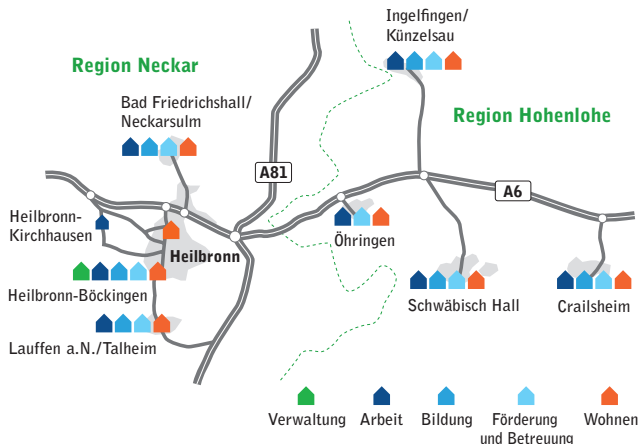 Ingelfingen/
Künzelsau
Region Neckar
Bad Friedrichshall/
Neckarsulm
Region Hohenlohe
A81
A6
Heilbronn-
Kirchhausen
Heilbronn
Öhringen
Heilbronn-Böckingen
Schwäbisch Hall
Crailsheim
Lauffen a.N./Talheim
Verwaltung
Arbeit
Bildung
Förderung
und Betreuung
Wohnen